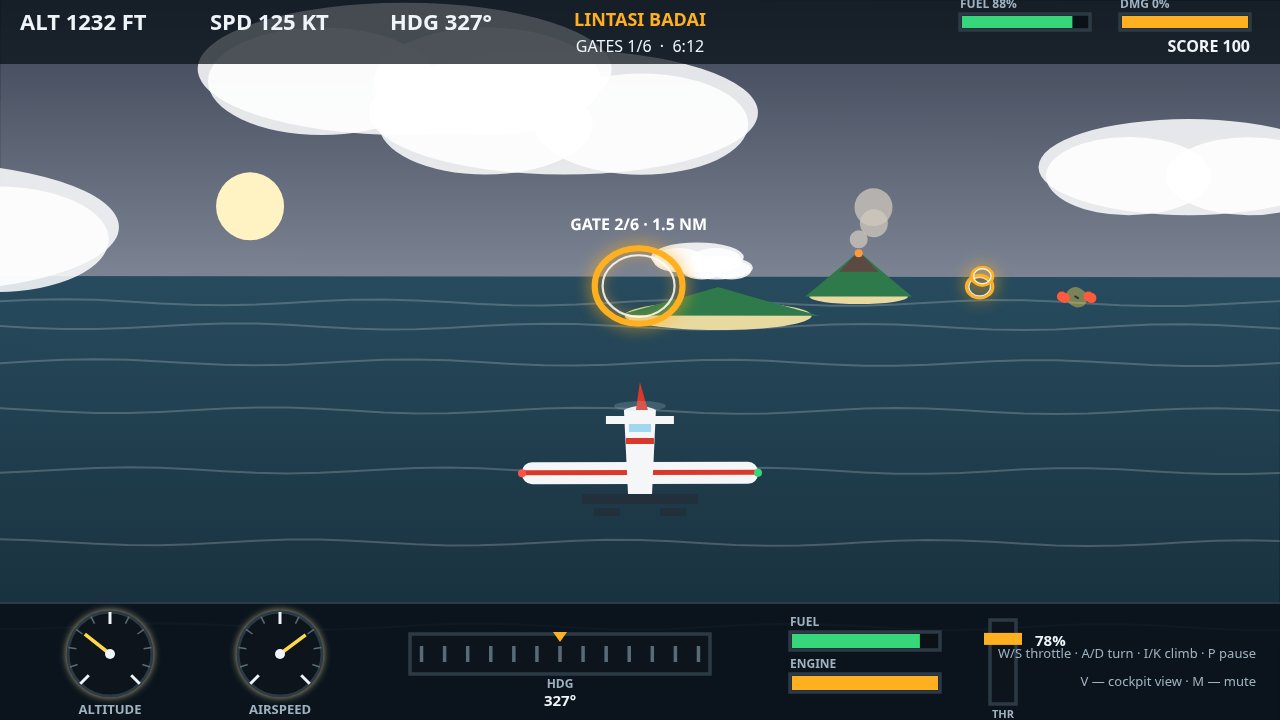 ALT 1232 FT
SPD 125 KT
HDG 327°
LINTASI BADAI
GATES 1/6 · 6:12
FUEL 88%
DMG 0%
SCORE 100
GATE 2/6 · 1.5 NM
ALTITUDE
AIRSPEED
HDG
327°
FUEL
ENGINE
78%
W/S throttle · A/D turn · I/K climb · P pause
V — cockpit view · M — mute
THR